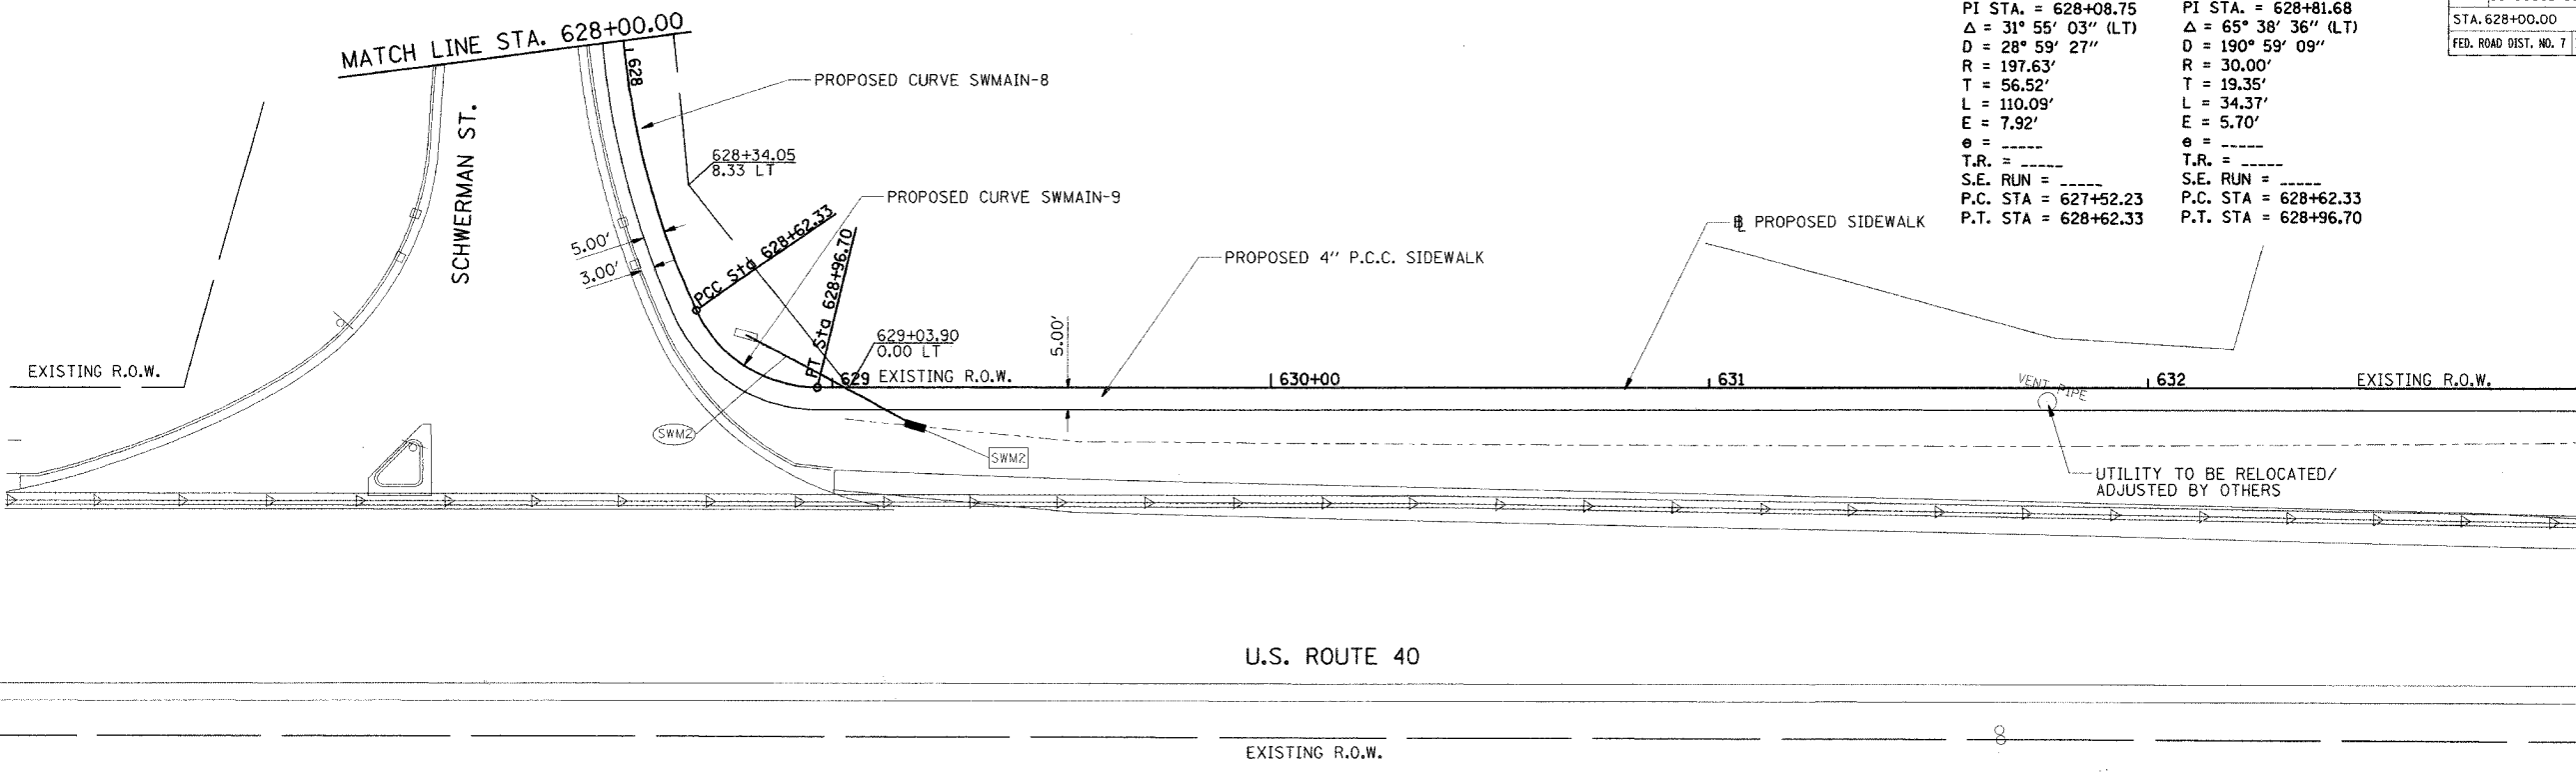 MATCH LINE STA. 628+00.00
SCHWERMAN ST.
628
PROPOSED CURVE SWMAIN-8
628+34.05
8.33 LT
PROPOSED CURVE SWMAIN-9
5.00'
3.00'
PCC Sta 628+62.33
PT Sta 628+96.70
629+03.90
0.00 LT
EXISTING R.O.W.
629
EXISTING R.O.W.
5.00'
PROPOSED 4" P.C.C. SIDEWALK
℄ PROPOSED SIDEWALK
630+00
631
VENT PIPE
632
EXISTING R.O.W.
SWM2
SWM2
UTILITY TO BE RELOCATED/
ADJUSTED BY OTHERS
U.S. ROUTE 40
EXISTING R.O.W.
PI STA. = 628+08.75
Δ = 31° 55' 03" (LT)
D = 28° 59' 27"
R = 197.63'
T = 56.52'
L = 110.09'
E = 7.92'
e = _____
T.R. = _____
S.E. RUN = _____
P.C. STA = 627+52.23
P.T. STA = 628+62.33
PI STA. = 628+81.68
Δ = 65° 38' 36" (LT)
D = 190° 59' 09"
R = 30.00'
T = 19.35'
L = 34.37'
E = 5.70'
e = _____
T.R. = _____
S.E. RUN = _____
P.C. STA = 628+62.33
P.T. STA = 628+96.70
STA. 628+00.00
FED. ROAD DIST. NO. 7